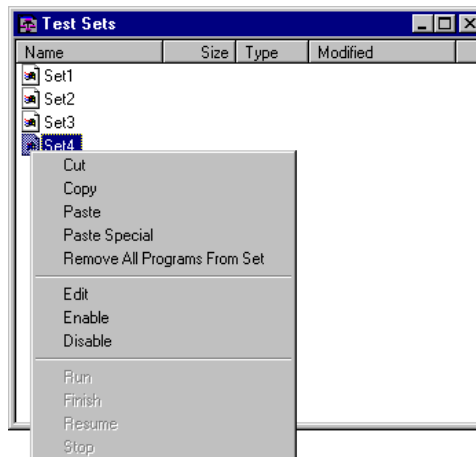 Test Sets
Name Size Type Modified
Set1
Set2
Set3
Set4
Cut
Copy
Paste
Paste Special
Remove All Programs From Set
Edit
Enable
Disable
Run
Finish
Resume
Stop